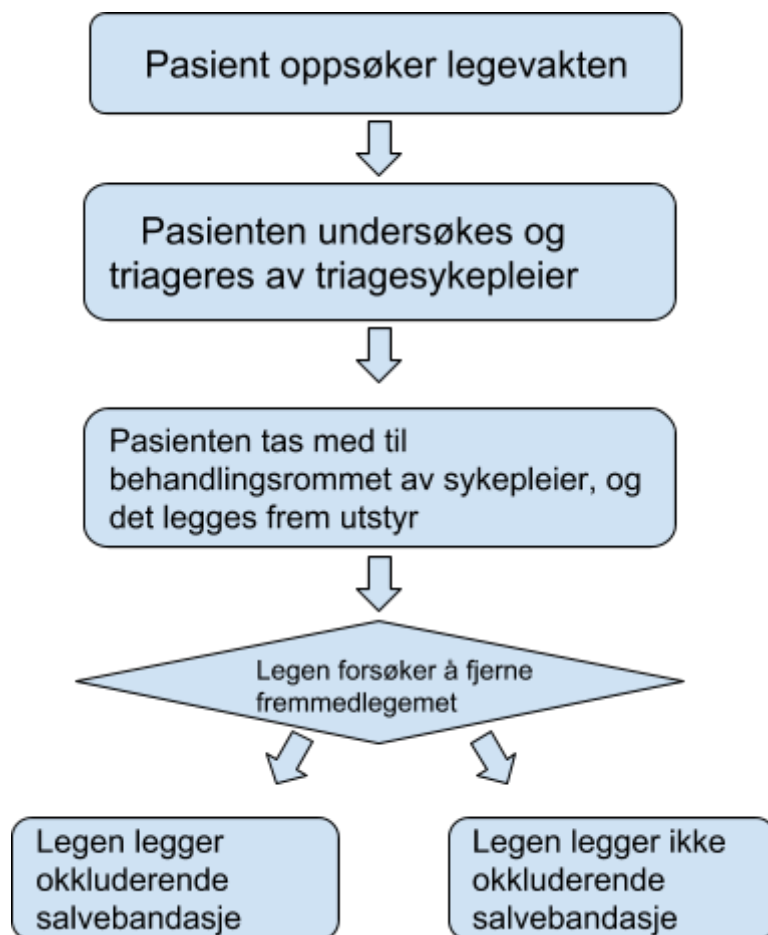 Pasient oppsøker legevakten
Pasienten undersøkes og
triageres av triagesykepleier
Pasienten tas med til
behandlingsrommet av sykepleier, og
det legges frem utstyr
Legen forsøker å fjerne
fremmedlegemet
Legen legger
okkluderende
salvebandasje
Legen legger ikke
okkluderende
salvebandasje